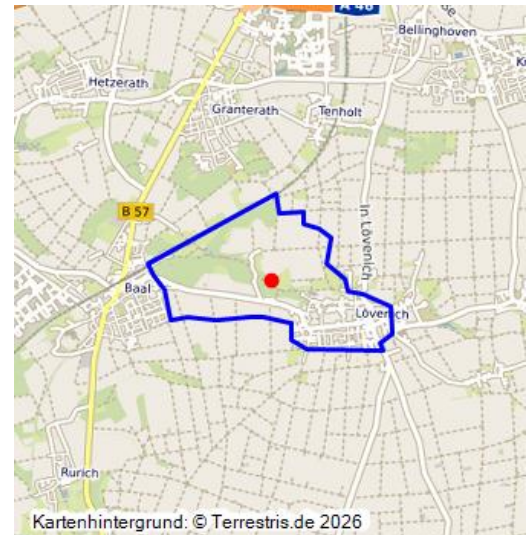 A 46
Bellinghoven
Hetzerath
Granterath
Tenholt
B 57
In Lövenich
Baal
Lövenich
Rurich
Kartenhintergrund: © Terrestris.de 2026